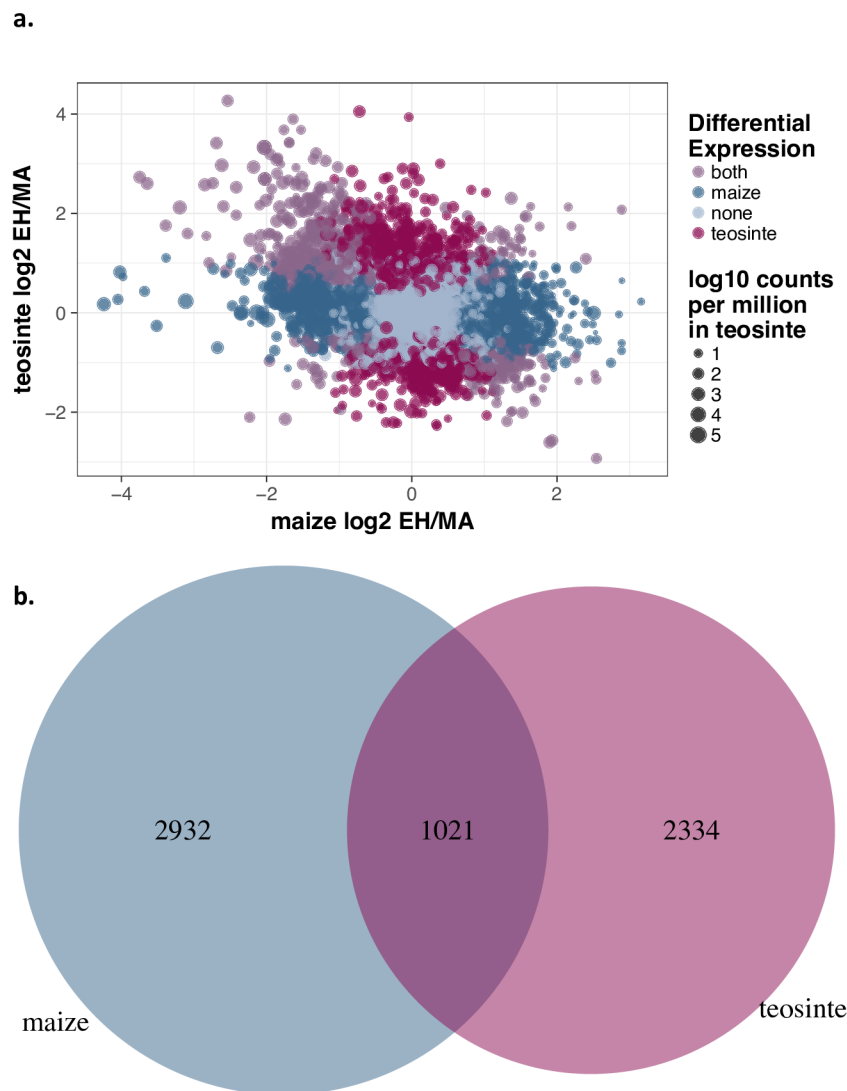 a.
4
2
0
−2
−4
−2
0
2
teosinte log2 EH/MA
maize log2 EH/MA
Differential
Expression
both
maize
none
teosinte
log10 counts
per million
in teosinte
1
2
3
4
5
b.
2932
1021
2334
maize
teosinte